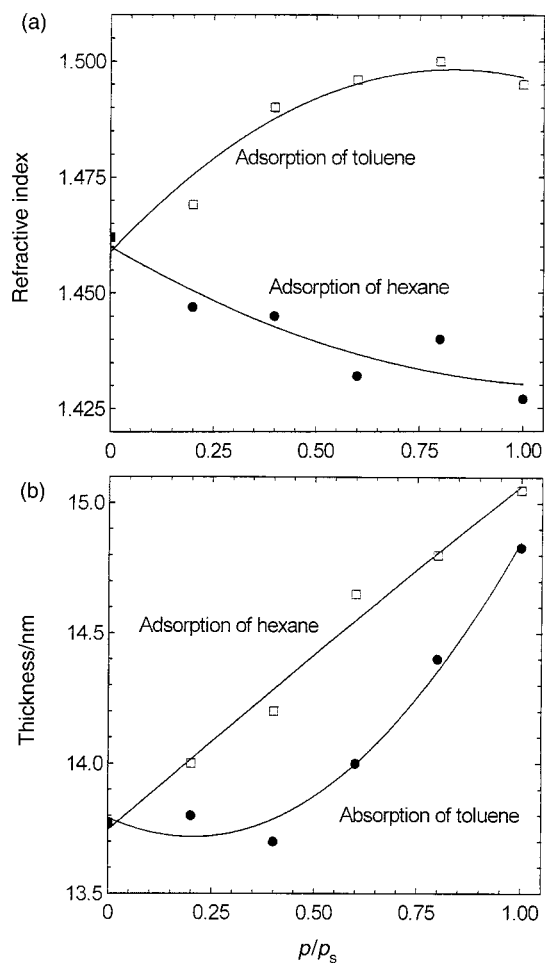 (a)
1.500
1.475
1.450
1.425
Refractive index
Adsorption of toluene
Adsorption of hexane
0
0.25
0.50
0.75
1.00
(b)
15.0
14.5
14.0
13.5
Thickness/nm
Adsorption of hexane
Absorption of toluene
0
0.25
0.50
0.75
1.00
p/ps